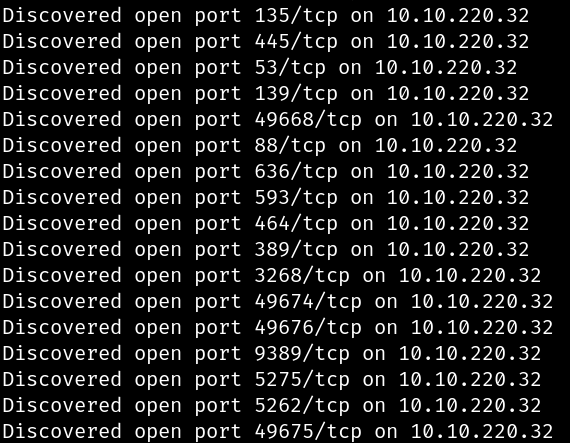 Discovered open port 135/tcp on 10.10.220.32
Discovered open port 445/tcp on 10.10.220.32
Discovered open port 53/tcp on 10.10.220.32
Discovered open port 139/tcp on 10.10.220.32
Discovered open port 49668/tcp on 10.10.220.32
Discovered open port 88/tcp on 10.10.220.32
Discovered open port 636/tcp on 10.10.220.32
Discovered open port 593/tcp on 10.10.220.32
Discovered open port 464/tcp on 10.10.220.32
Discovered open port 389/tcp on 10.10.220.32
Discovered open port 3268/tcp on 10.10.220.32
Discovered open port 49674/tcp on 10.10.220.32
Discovered open port 49676/tcp on 10.10.220.32
Discovered open port 9389/tcp on 10.10.220.32
Discovered open port 5275/tcp on 10.10.220.32
Discovered open port 5262/tcp on 10.10.220.32
Discovered open port 49675/tcp on 10.10.220.32